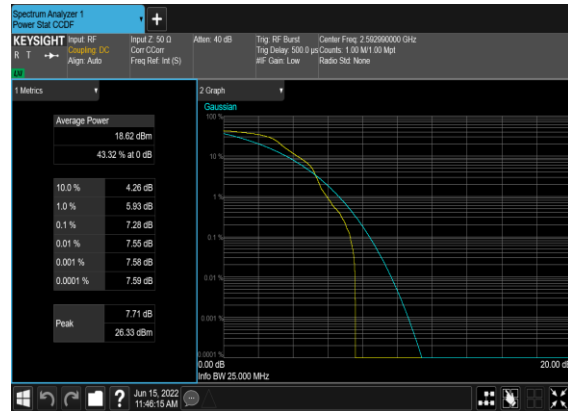 Spectrum Analyzer 1
Power Stat CCDF
KEYSIGHT
R T
LXI
Input: RF
Coupling: DC
Align: Auto
Input Z: 50 Ω
Corr CCorr
Freq Ref: Int (S)
Atten: 40 dB
Trig: RF Burst
Trig Delay: 500.0 µs
#IF Gain: Low
Center Freq: 2.592990000 GHz
Counts: 1.00 M/1.00 Mpt
Radio Std: None
1 Metrics
Average Power
18.62 dBm
43.32 % at 0 dB
10.0 % 4.26 dB
1.0 % 5.93 dB
0.1 % 7.28 dB
0.01 % 7.55 dB
0.001 % 7.58 dB
0.0001 % 7.59 dB
Peak
7.71 dB
26.33 dBm
2 Graph
Gaussian
100 %
10 %
1 %
0.1 %
0.01 %
0.001 %
0.0001 %
0.00 dB
20.00 dB
Info BW 25.000 MHz
?
Jun 15, 2022
11:46:15 AM